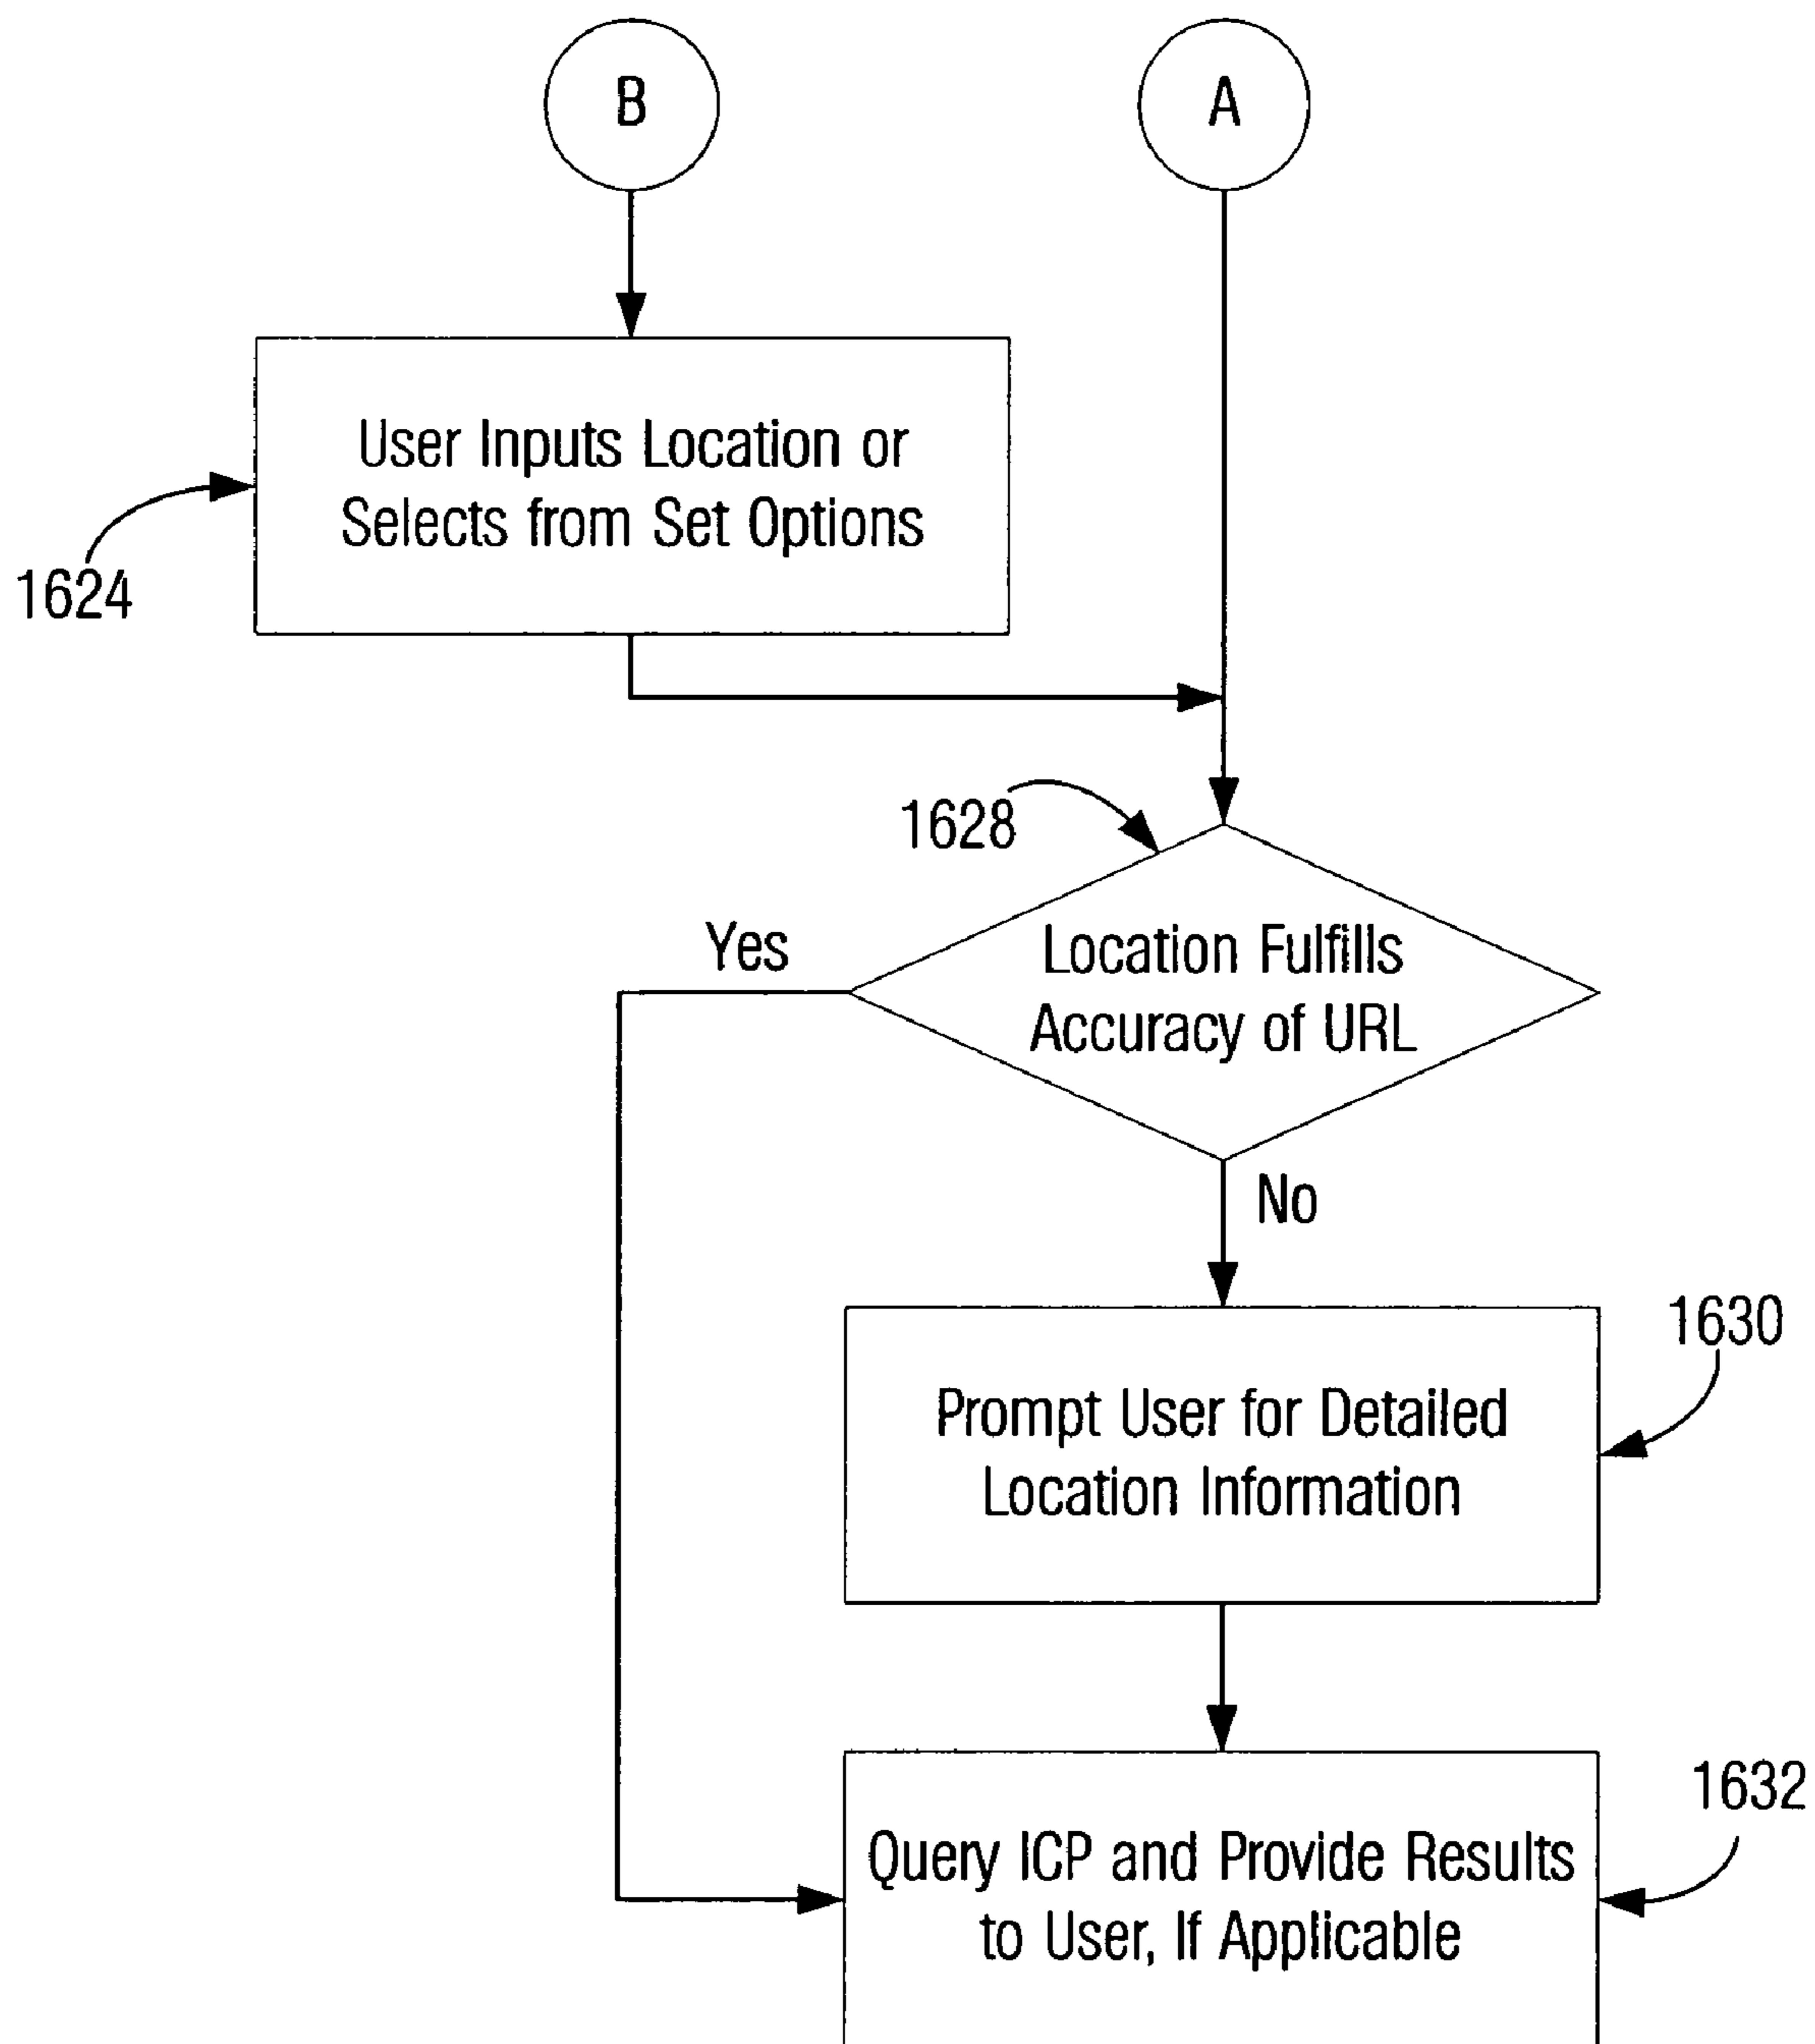 B
A
User Inputs Location or
Selects from Set Options
1624
1628
Yes
Location Fulfills
Accuracy of URL
No
1630
Prompt User for Detailed
Location Information
1632
Query ICP and Provide Results
to User, If Applicable